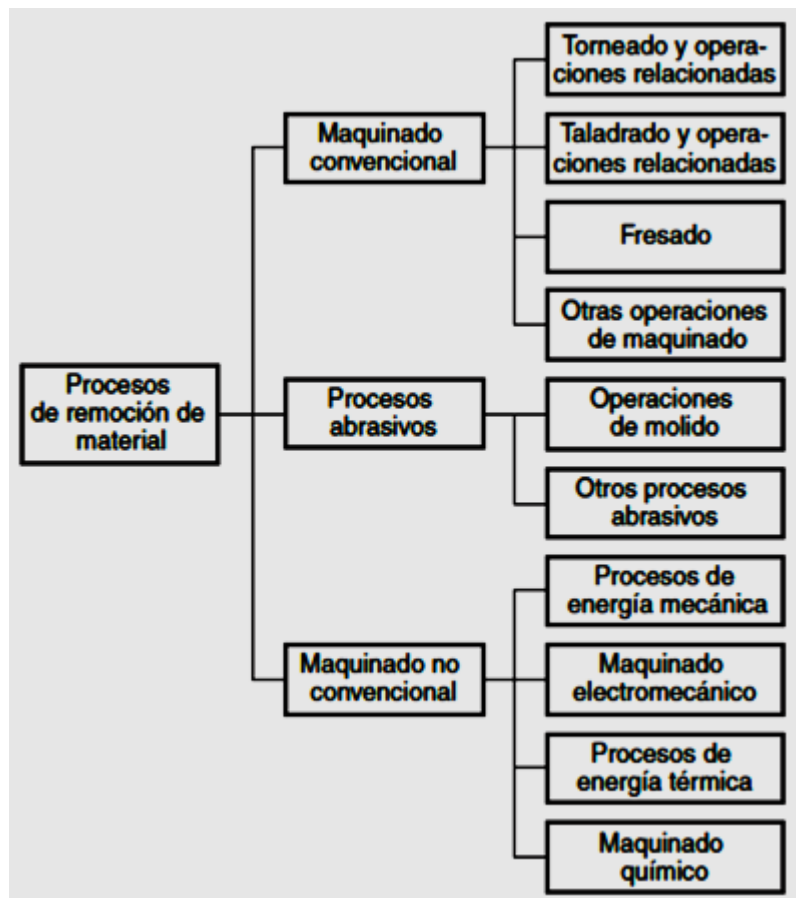 Procesos
de remoción de
material
Maquinado
convencional
Torneado y opera-
ciones relacionadas
Taladrado y opera-
ciones relacionadas
Fresado
Otras operaciones
de maquinado
Procesos
abrasivos
Operaciones
de molido
Otros procesos
abrasivos
Maquinado no
convencional
Procesos de
energía mecánica
Maquinado
electromecánico
Procesos de
energía térmica
Maquinado
químico